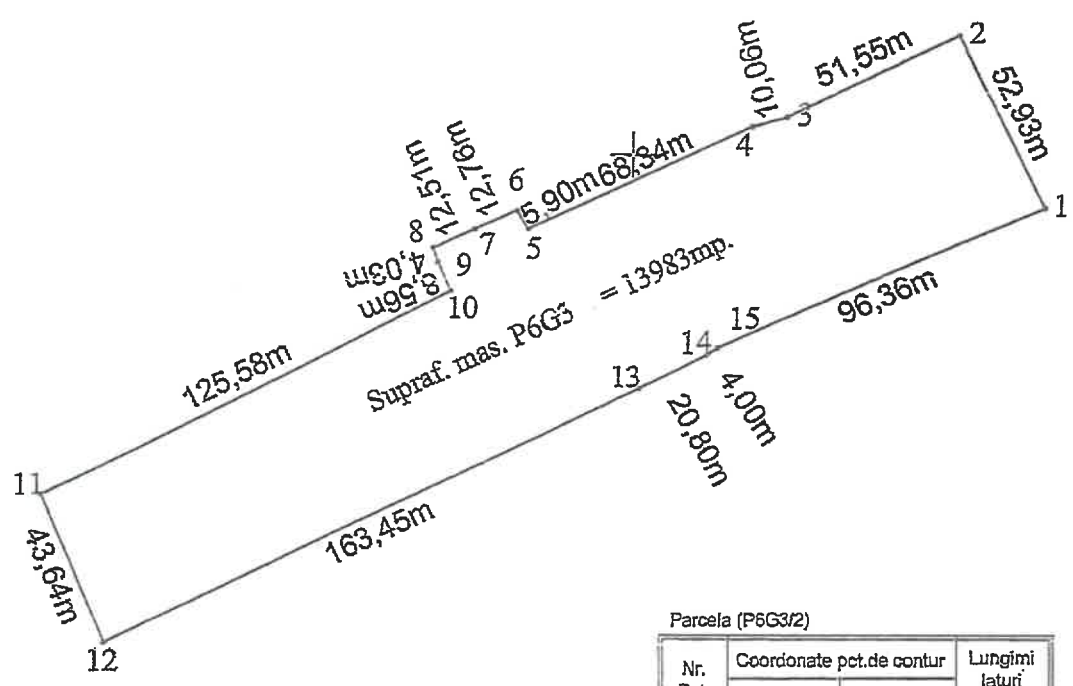 2
51,55m
10,06m
3
52,93m
4
68,34m
5,90m
6
12,76m
12,51m
5
7
8
1
4,03m
9
8,56m
10
Supraf. mas. P6G3 = 13983mp.
96,36m
15
14
4,00m
13
20,80m
125,58m
11
163,45m
43,64m
12
Parcela (P6G3/2)
Nr.
Coordonate pct.de contur
Lungimi
laturi